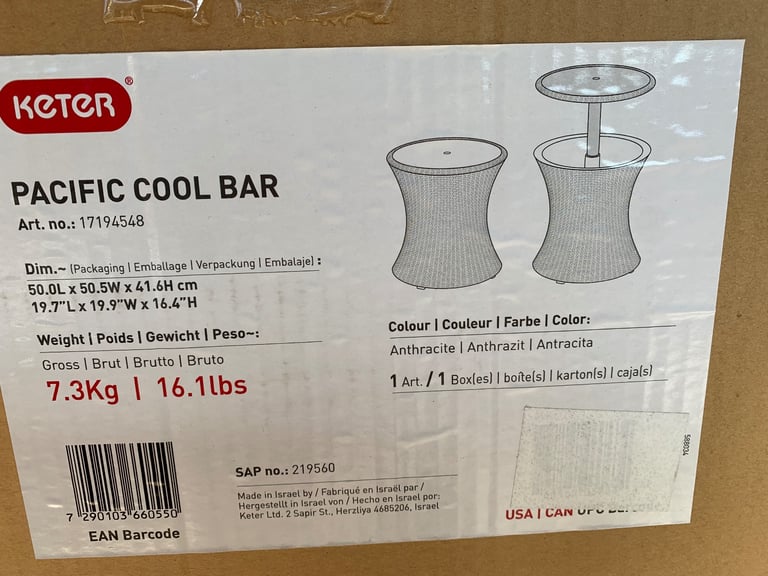 KETER®
PACIFIC COOL BAR
Art. no.: 17194548
Dim.~ (Packaging | Emballage | Verpackung | Embalaje) :
50.0L x 50.5W x 41.6H cm
19.7"L x 19.9"W x 16.4"H
Weight | Poids | Gewicht | Peso~:
Gross | Brut | Brutto | Bruto
7.3Kg | 16.1lbs
Colour | Couleur | Farbe | Color:
Anthracite | Anthrazit | Antracita
1 Art. / 1 Box(es) | boîte(s) | karton(s) | caja(s)
SAP no.: 219560
Made in Israel by / Fabriqué en Israël par /
Hergestellt in Israel von / Hecho en Israel por:
Keter Ltd. 2 Sapir St., Herzliya 4685206, Israel
7 290103 660550
EAN Barcode
588034
USA | CAN UPC Barcode